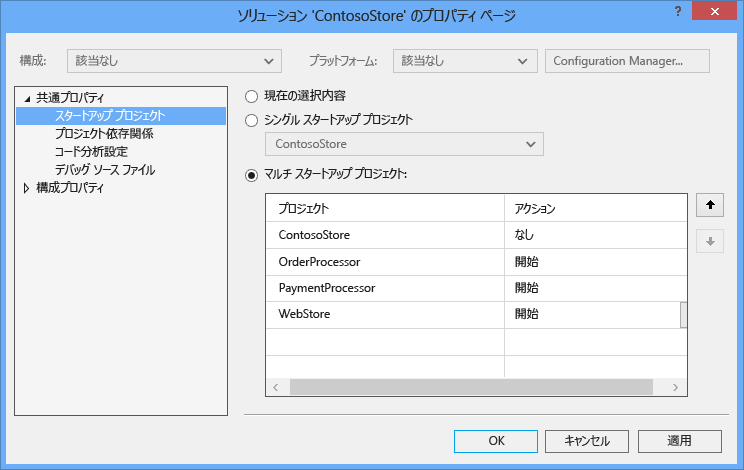 ソリューション 'ContosoStore' のプロパティ ページ
?
構成:
該当なし
プラットフォーム:
該当なし
Configuration Manager...
共通プロパティ
スタートアップ プロジェクト
プロジェクト依存関係
コード分析設定
デバッグ ソース ファイル
構成プロパティ
現在の選択内容
シングル スタートアップ プロジェクト
ContosoStore
マルチ スタートアップ プロジェクト:
プロジェクト アクション
ContosoStore なし
OrderProcessor 開始
PaymentProcessor 開始
WebStore 開始
OK
キャンセル
適用